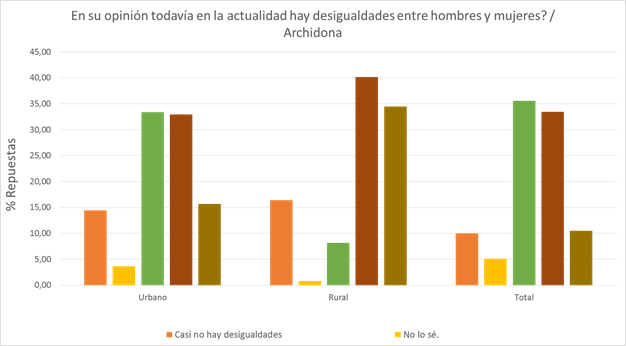 En su opinión todavía en la actualidad hay desigualdades entre hombres y mujeres? /
Archidona
45,00
40,00
35,00
30,00
25,00
20,00
15,00
10,00
5,00
0,00
% Repuestas
Urbano Rural Total
Casi no hay desigualdades No lo sé.